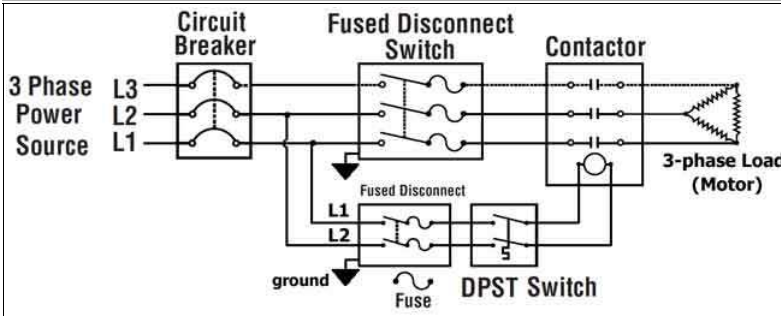 Circuit
Breaker
Fused Disconnect
Switch
Contactor
3 Phase
Power
Source
L3
L2
L1
3-phase Load
(Motor)
Fused Disconnect
L1
L2
ground
Fuse
DPST Switch